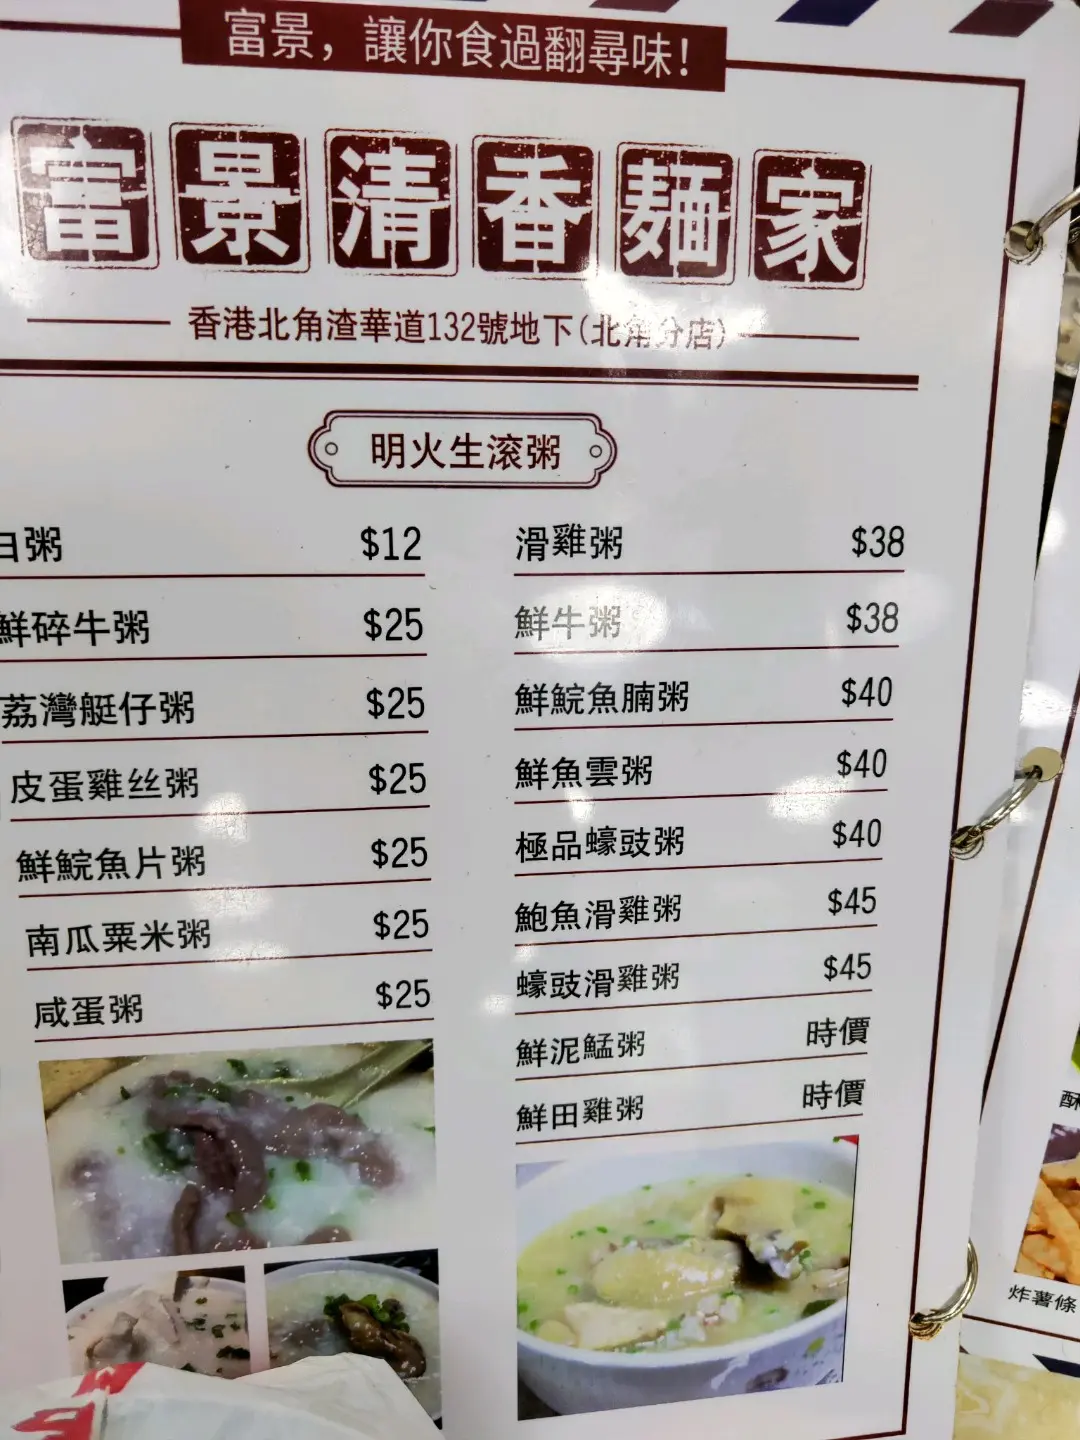 富景，讓你食過翻尋味！
富景清香麵家
香港北角渣華道132號地下(北角分店)
明火生滚粥
白粥 $12
鮮碎牛粥 $25
荔灣艇仔粥 $25
皮蛋雞丝粥 $25
鮮鯇魚片粥 $25
南瓜粟米粥 $25
咸蛋粥 $25
滑雞粥 $38
鮮牛粥 $38
鮮鯇魚腩粥 $40
鮮魚雲粥 $40
極品蠔豉粥 $40
鮑魚滑雞粥 $45
蠔豉滑雞粥 $45
鮮泥鯭粥 時價
鮮田雞粥 時價
酥
炸薯條